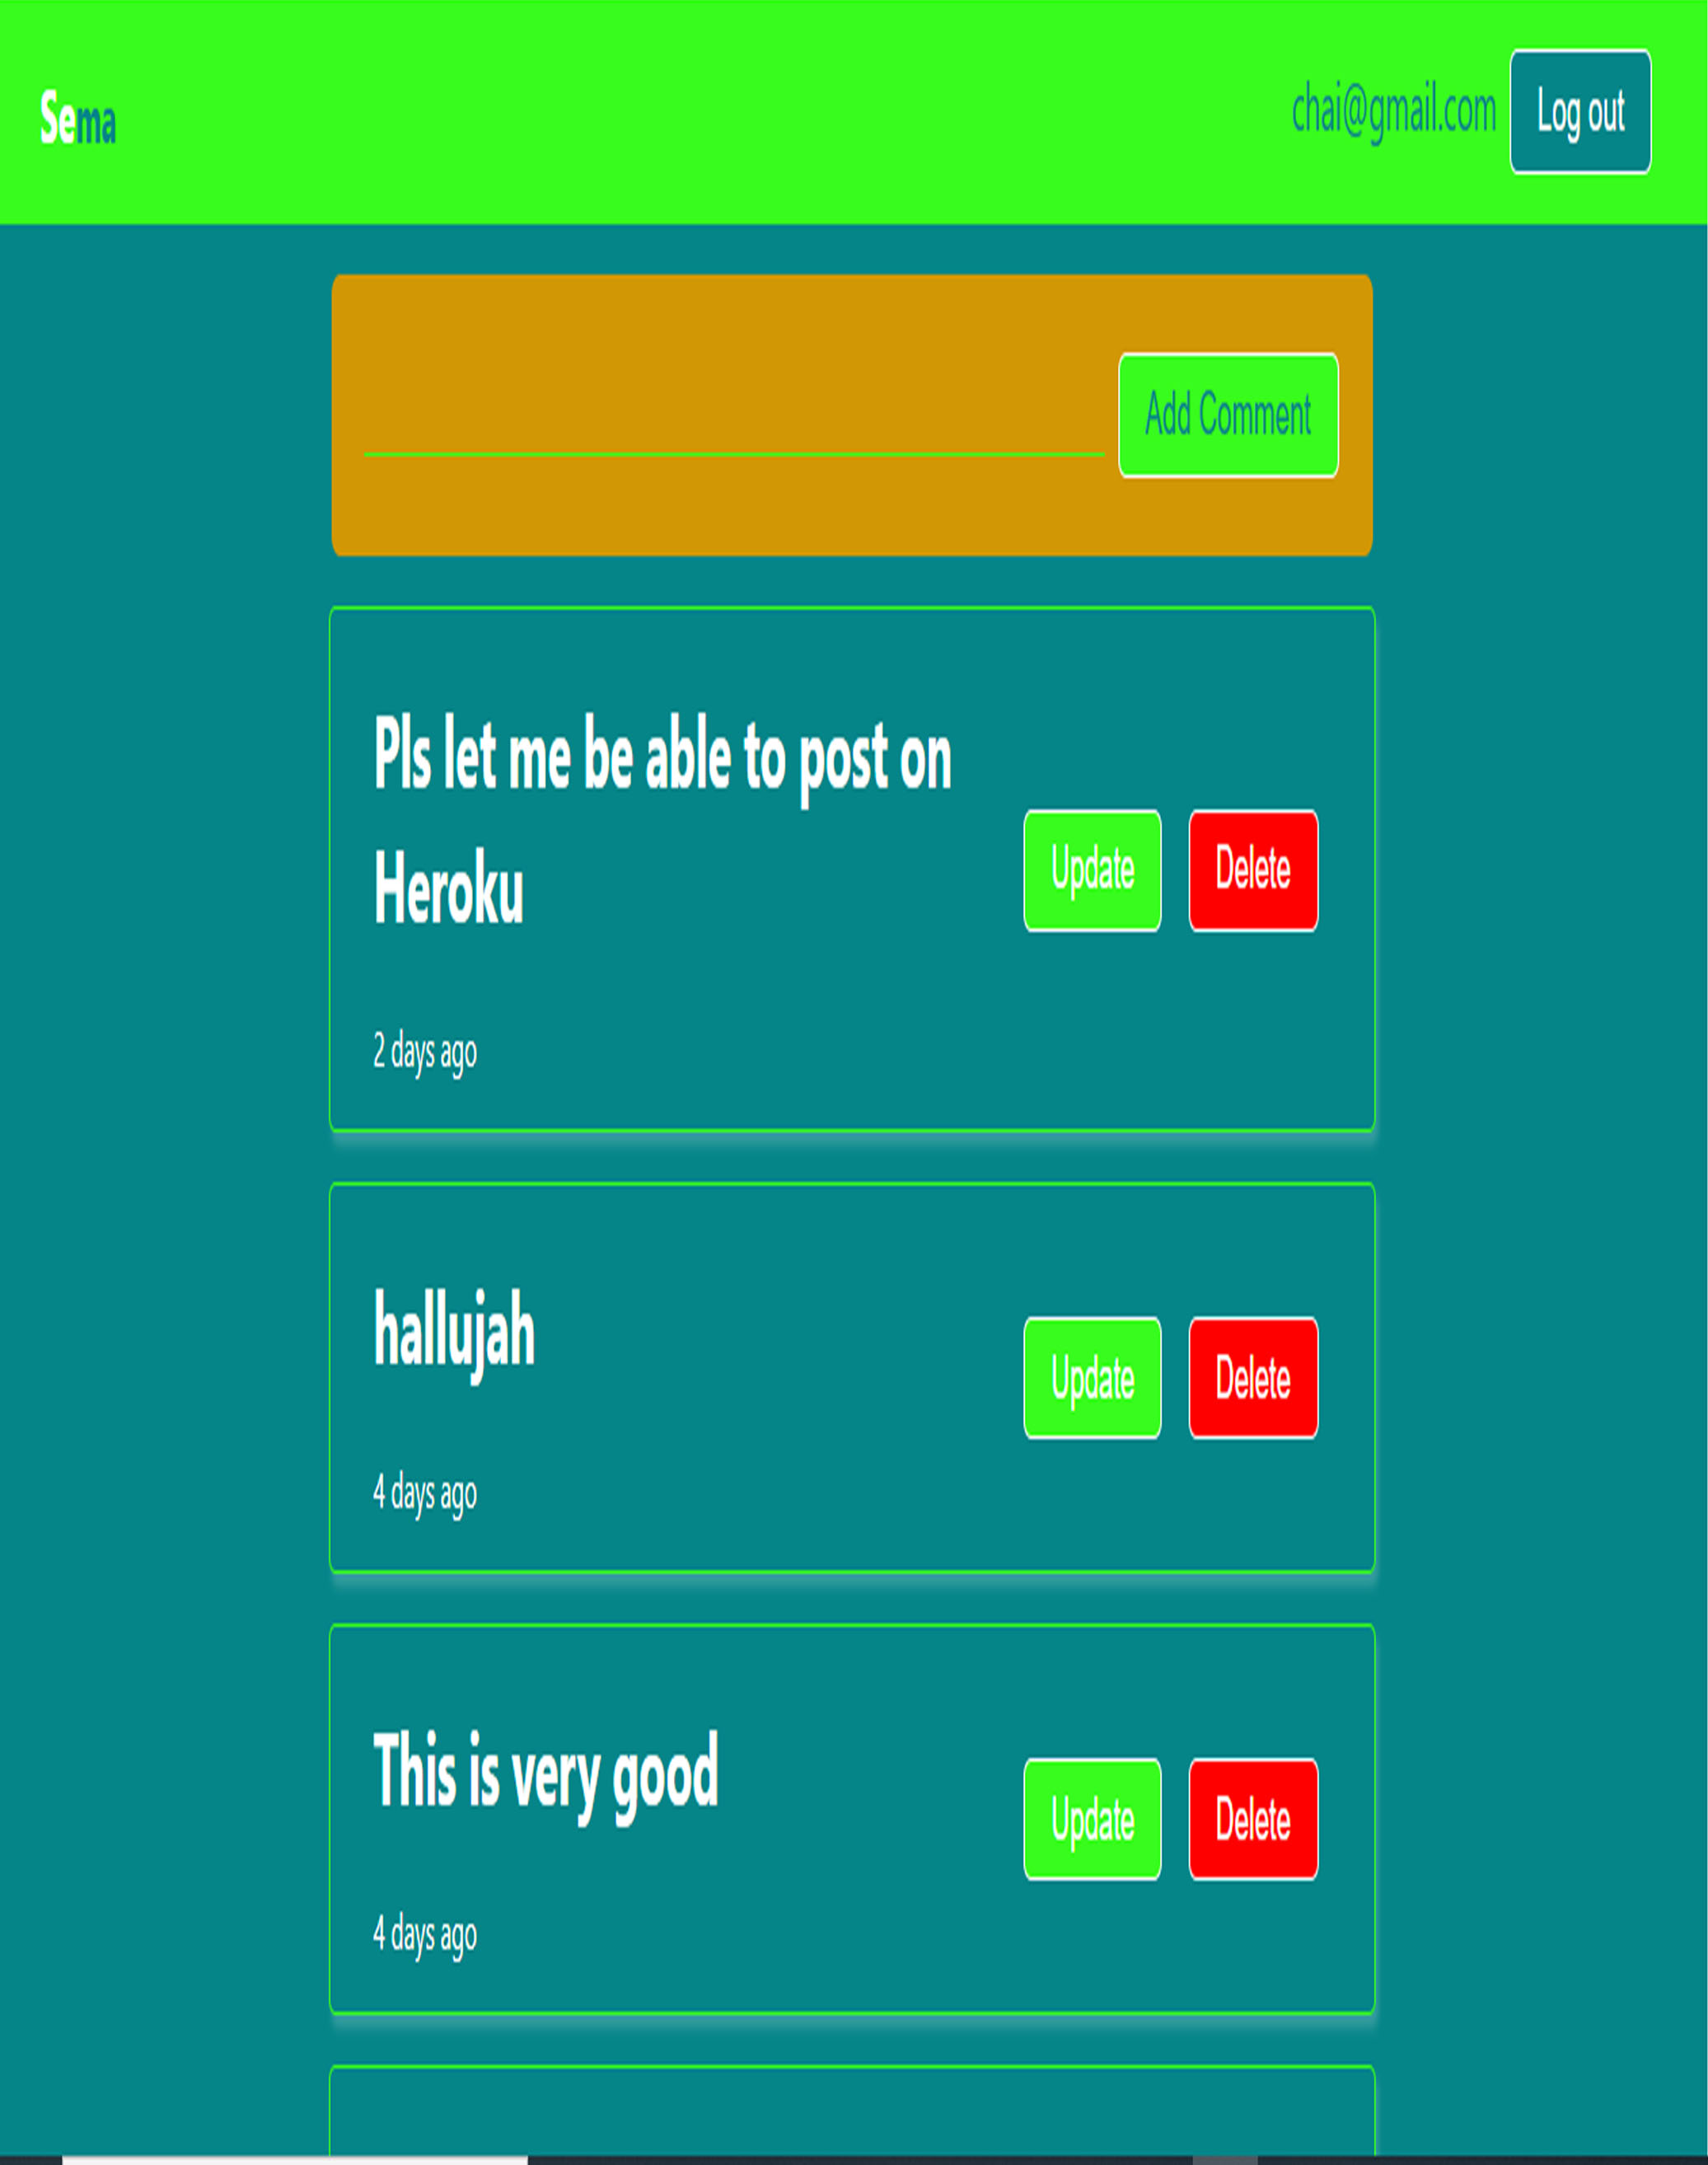 Sema
chai@gmail.com
Log out
Add Comment
Pls let me be able to post on
Heroku
Update
Delete
2 days ago
hallujah
Update
Delete
4 days ago
This is very good
Update
Delete
4 days ago